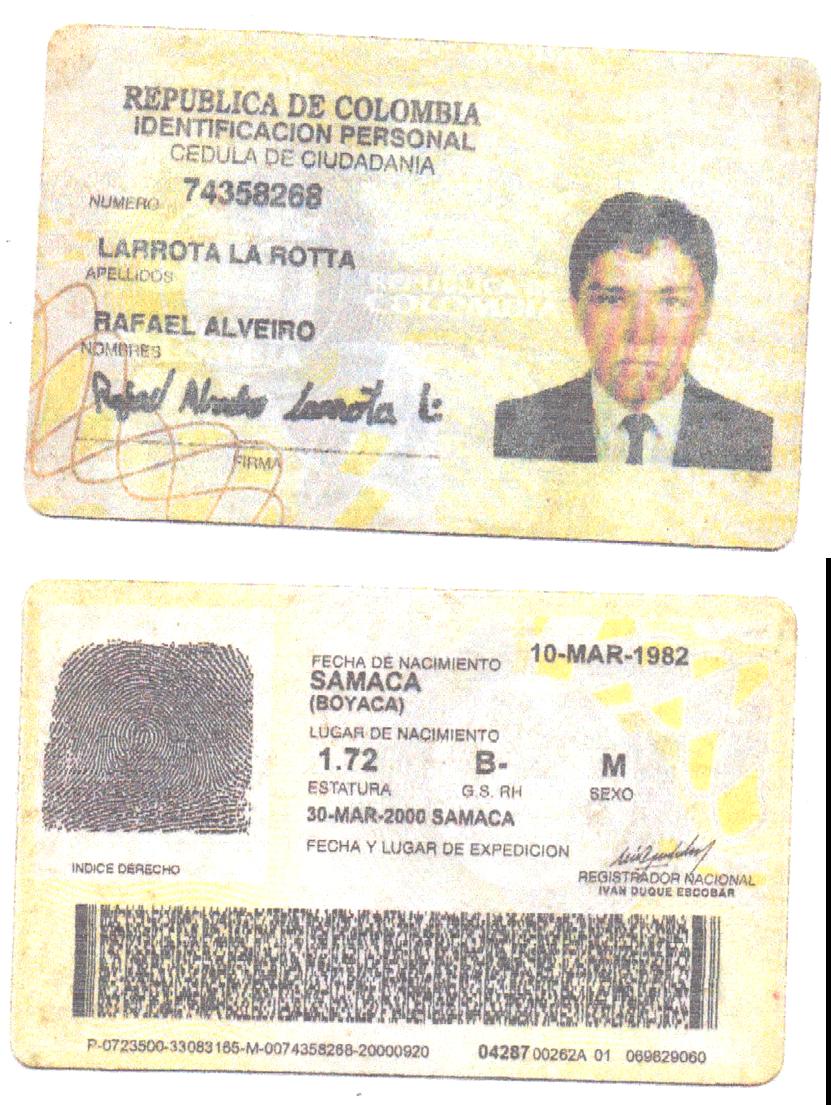 REPUBLICA DE COLOMBIA
IDENTIFICACION PERSONAL
CEDULA DE CIUDADANIA
NUMERO 74358268
LARROTA LA ROTTA
APELLIDOS
REPUBLICA DE
COLOMBIA
RAFAEL ALVEIRO
NOMBRES
Rafael Alveiro Larrota L:
FIRMA
FECHA DE NACIMIENTO 10-MAR-1982
SAMACA
(BOYACA)
LUGAR DE NACIMIENTO
1.72 B- M
ESTATURA G.S. RH SEXO
30-MAR-2000 SAMACA
FECHA Y LUGAR DE EXPEDICION
INDICE DERECHO
REGISTRADOR NACIONAL
IVAN DUQUE ESCOBAR
P-0723500-33083165-M-0074358268-20000920 04287 00262A 01 069829060